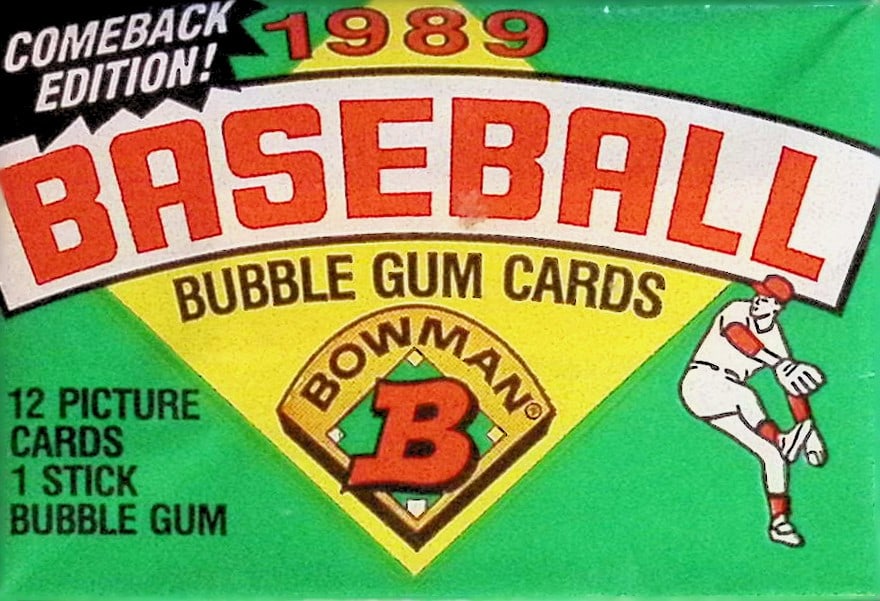 COMEBACK
EDITION!
1989
BASEBALL
BUBBLE GUM CARDS
BOWMAN®
B
12 PICTURE
CARDS
1 STICK
BUBBLE GUM